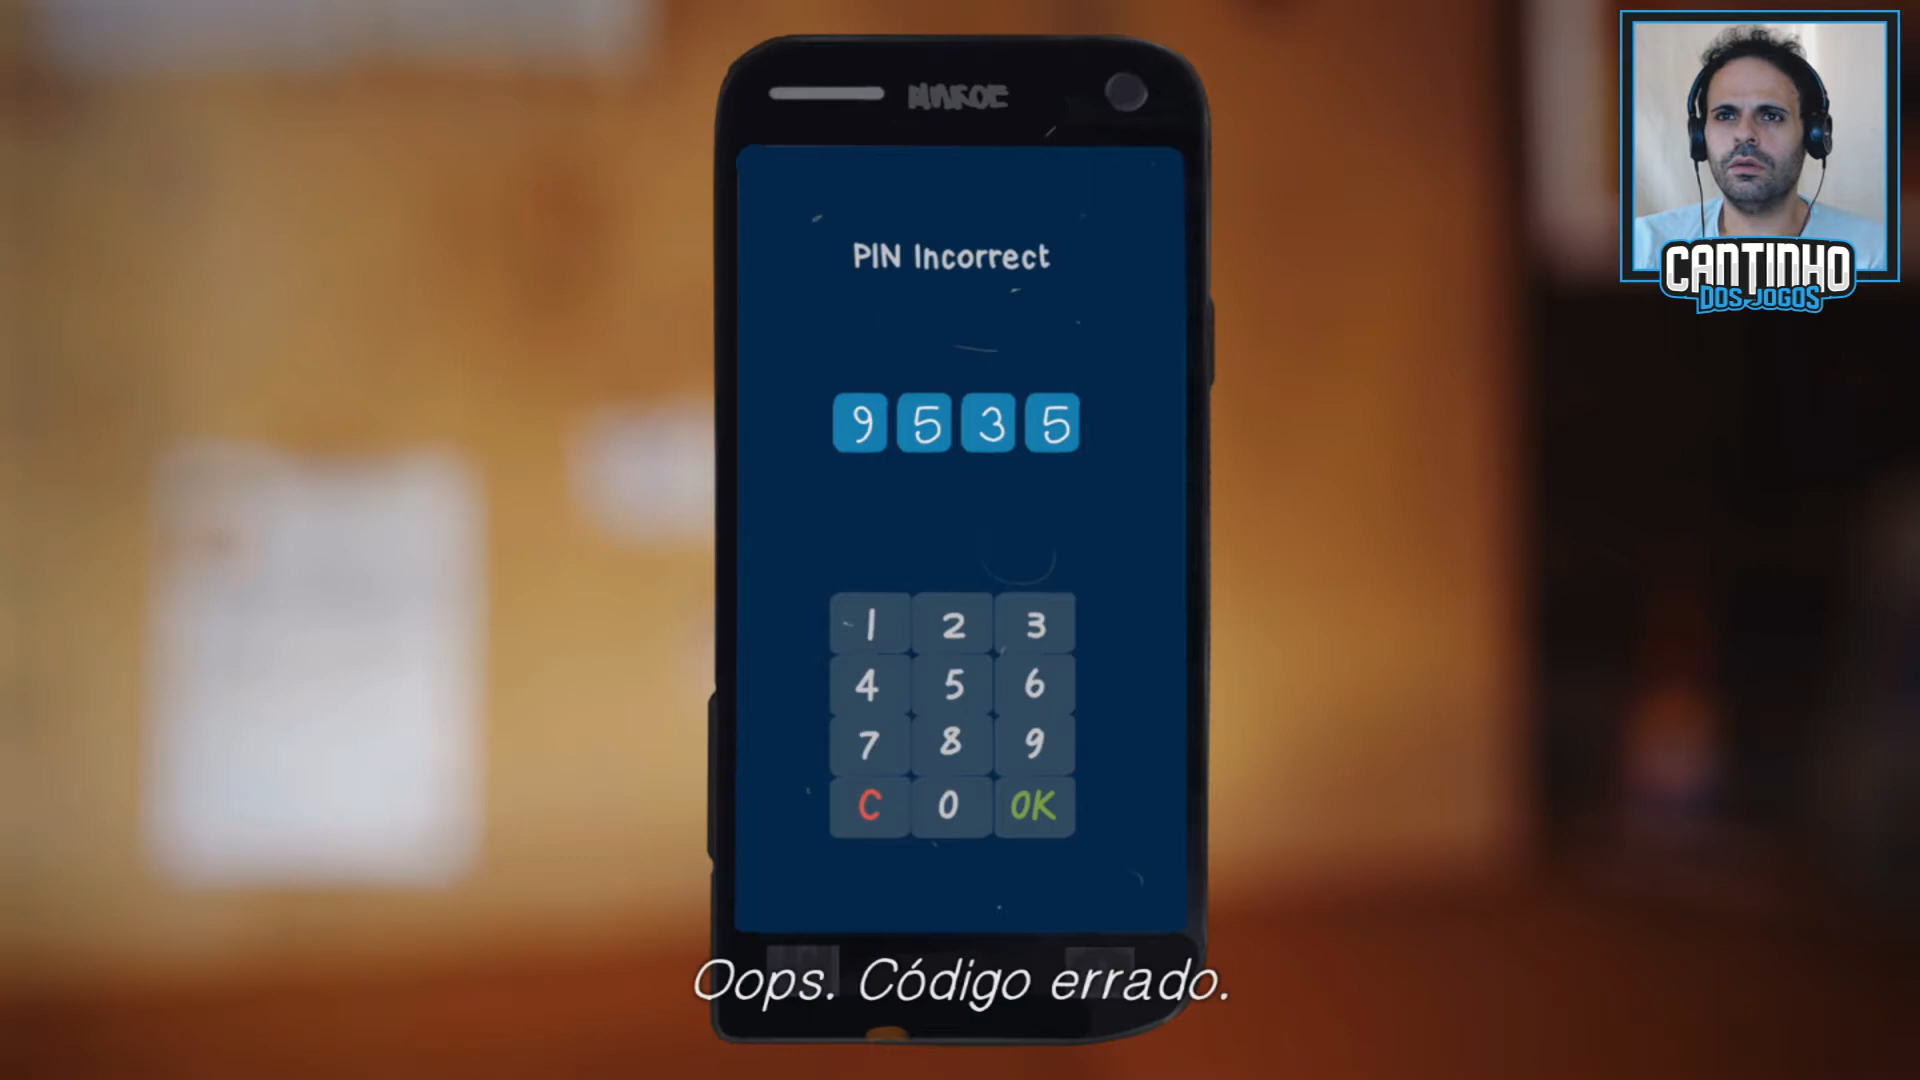 CANTINHO
DOS JOGOS
PIN Incorrect
9 5 3 5
1 2 3
4 5 6
7 8 9
C 0 OK
Oops. Código errado.